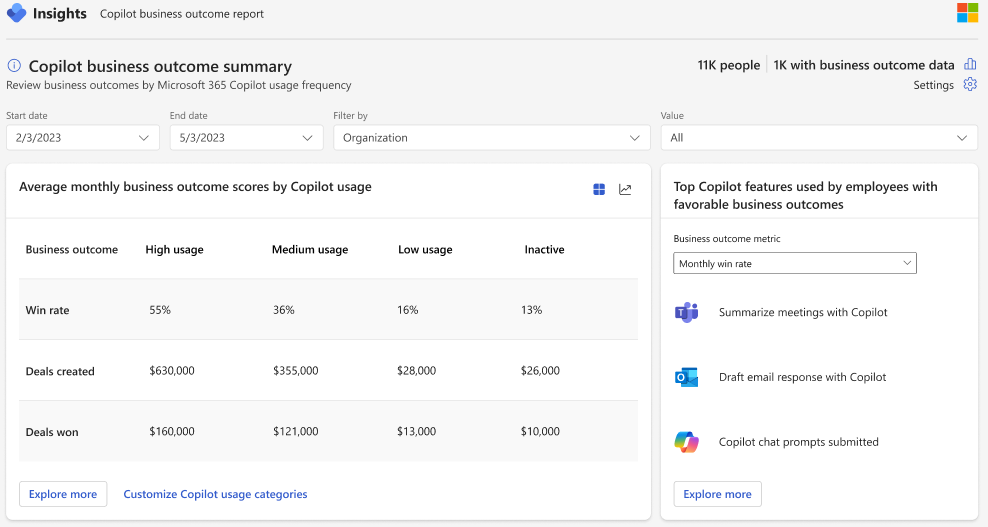 Insights Copilot business outcome report
Copilot business outcome summary
11K people 1K with business outcome data
Review business outcomes by Microsoft 365 Copilot usage frequency
Settings
Start date End date Filter by Value
2/3/2023 5/3/2023 Organization All
Average monthly business outcome scores by Copilot usage
Business outcome High usage Medium usage Low usage Inactive
Win rate 55% 36% 16% 13%
Deals created $630,000 $355,000 $28,000 $26,000
Deals won $160,000 $121,000 $13,000 $10,000
Explore more Customize Copilot usage categories
Top Copilot features used by employees with
favorable business outcomes
Business outcome metric
Monthly win rate
Summarize meetings with Copilot
Draft email response with Copilot
Copilot chat prompts submitted
Explore more